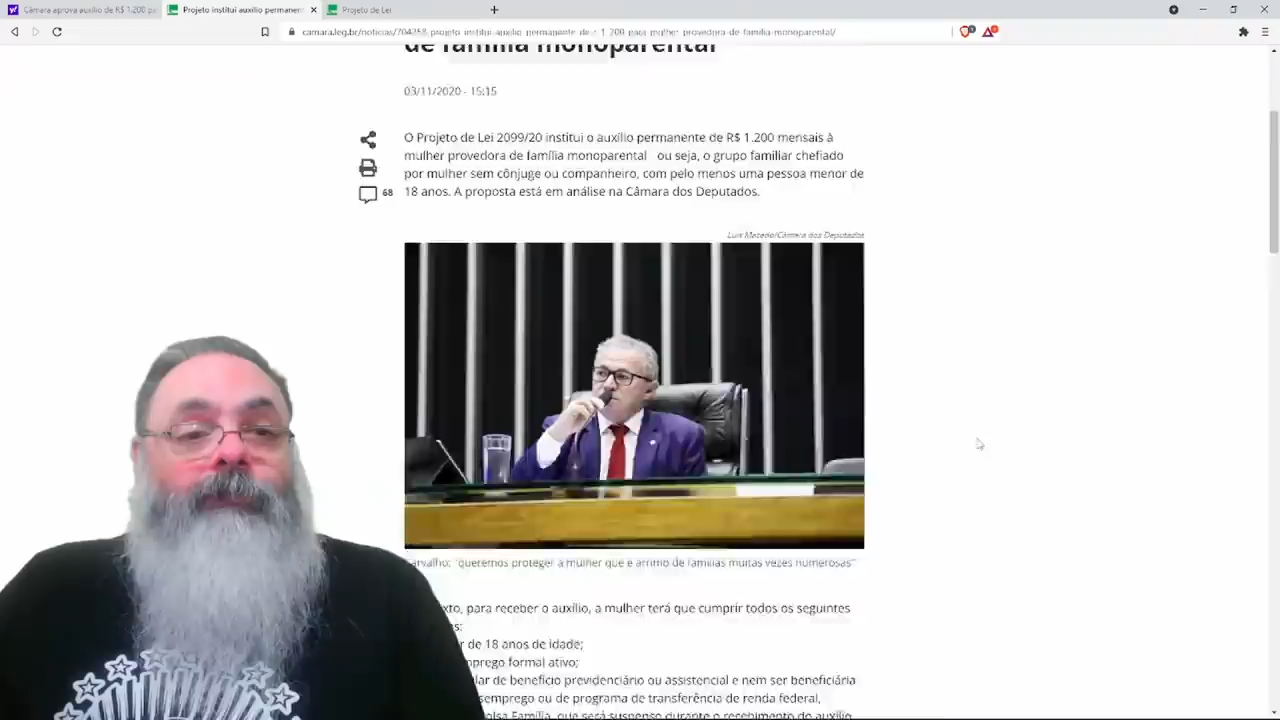 Câmara aprova auxílio de R$ 1.200 pa
Projeto institui auxílio permanen
Projeto de Lei
camara.leg.br/noticias/704258-projeto-institui-auxilio-permanente-de-r-1-200-para-mulher-provedora-de-familia-monoparental/
de família monoparental
03/11/2020 - 15:15
O Projeto de Lei 2099/20 institui o auxílio permanente de R$ 1.200 mensais à
mulher provedora de família monoparental ou seja, o grupo familiar chefiado
por mulher sem cônjuge ou companheiro, com pelo menos uma pessoa menor de
68
18 anos. A proposta está em análise na Câmara dos Deputados.
Luis Macedo/Câmara dos Deputados
arvalho: "queremos proteger a mulher que é arrimo de famílias muitas vezes numerosas"
xto, para receber o auxílio, a mulher terá que cumprir todos os seguintes
s:
r de 18 anos de idade;
mprego formal ativo;
lar de benefício previdenciário ou assistencial e nem ser beneficiária
semprego ou de programa de transferência de renda federal,
olsa Família, que será suspenso durante o recebimento do auxílio